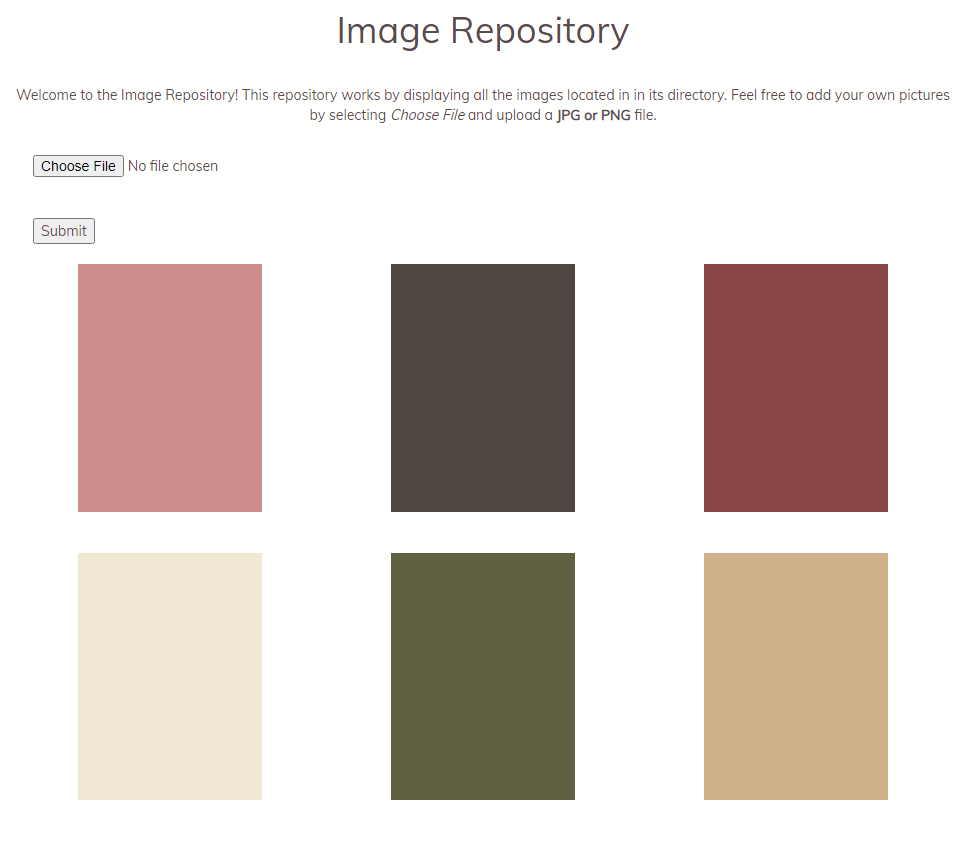 Image Repository
Welcome to the Image Repository! This repository works by displaying all the images located in in its directory. Feel free to add your own pictures
by selecting Choose File and upload a JPG or PNG file.
Choose File No file chosen
Submit